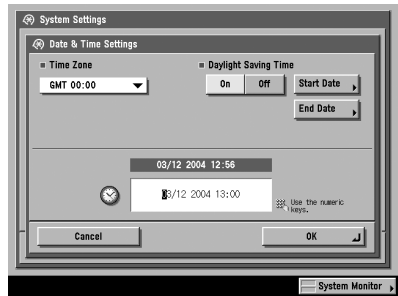 System Settings
Date & Time Settings
Time Zone
Daylight Saving Time
GMT 00:00
On
Off
Start Date
End Date
03/12 2004 12:56
03/12 2004 13:00
Use the numeric
keys.
Cancel
OK
System Monitor